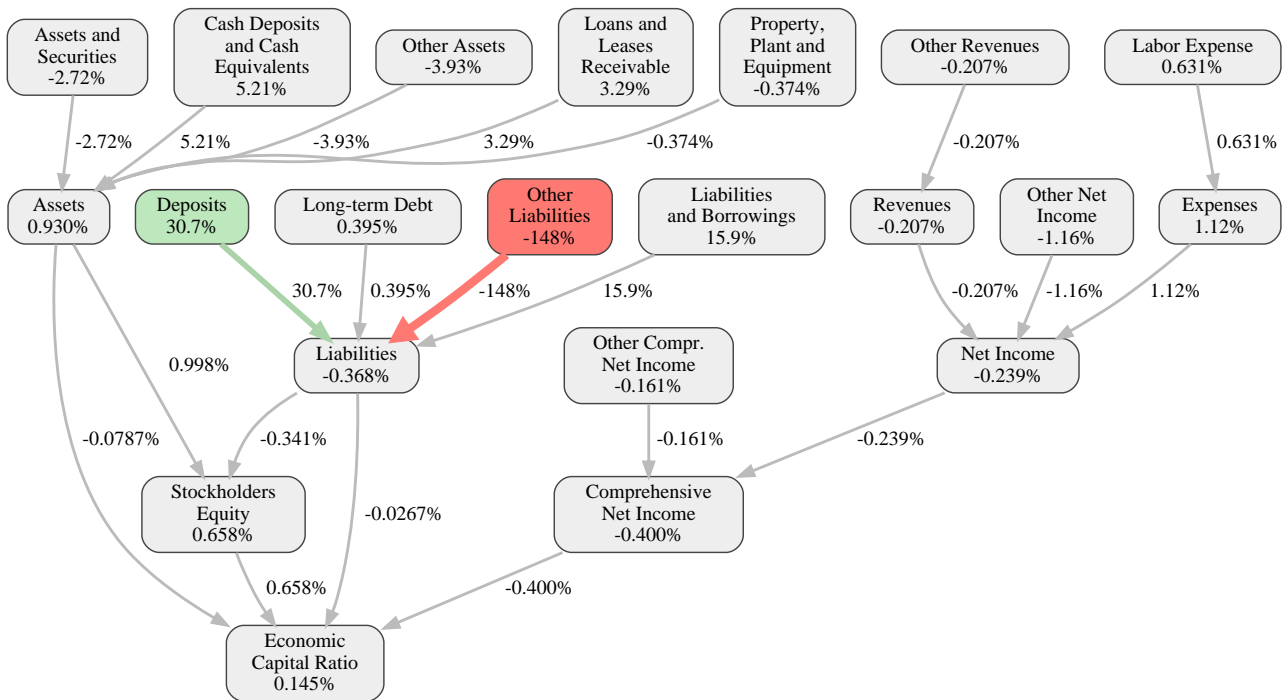 Assets and
Securities
-2.72%
Cash Deposits
and Cash
Equivalents
5.21%
Other Assets
-3.93%
Loans and
Leases
Receivable
3.29%
Property,
Plant and
Equipment
-0.374%
Other Revenues
-0.207%
Labor Expense
0.631%
-2.72%
5.21%
-3.93%
3.29%
-0.374%
-0.207%
0.631%
Assets
0.930%
Deposits
30.7%
Long-term Debt
0.395%
Other
Liabilities
-148%
Liabilities
and Borrowings
15.9%
Revenues
-0.207%
Other Net
Income
-1.16%
Expenses
1.12%
30.7%
0.395%
-148%
15.9%
-0.207%
-1.16%
1.12%
Liabilities
-0.368%
Other Compr.
Net Income
-0.161%
Net Income
-0.239%
0.998%
-0.0787%
-0.341%
-0.161%
-0.239%
Stockholders
Equity
0.658%
-0.0267%
Comprehensive
Net Income
-0.400%
0.658%
-0.400%
Economic
Capital Ratio
0.145%